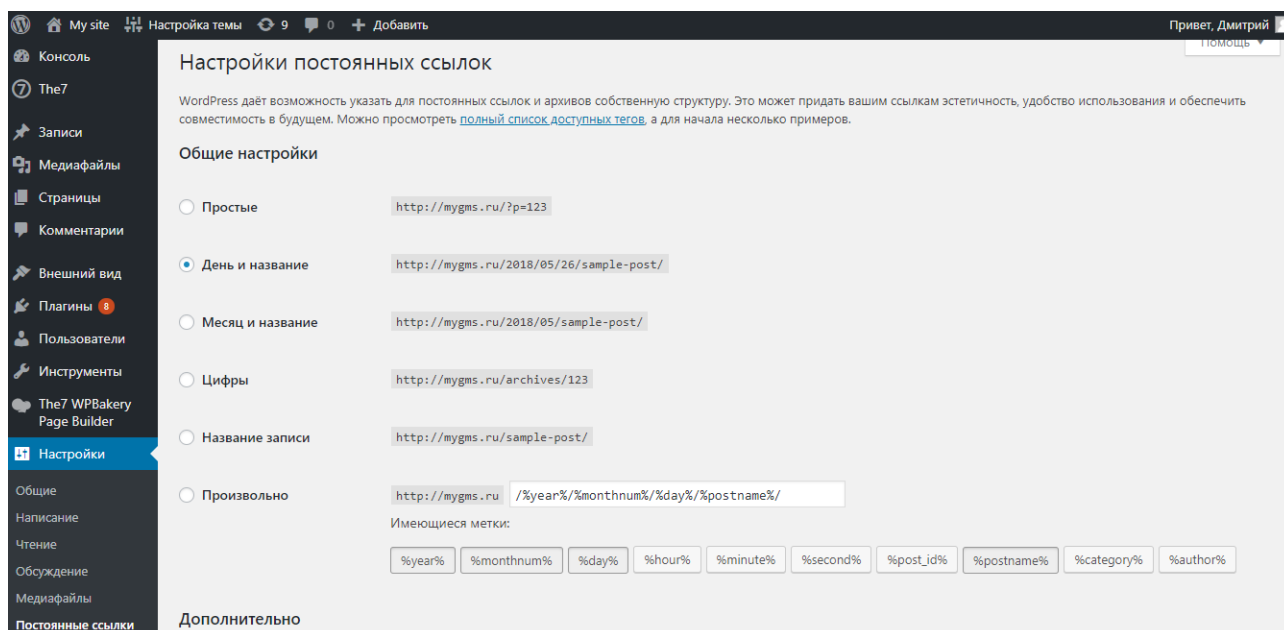 My site Настройка темы 9 0 Добавить Привет, Дмитрий
Помощь
Консоль
The7
Записи
Медиафайлы
Страницы
Комментарии
Внешний вид
Плагины 8
Пользователи
Инструменты
The7 WPBakery
Page Builder
Настройки
Общие
Написание
Чтение
Обсуждение
Медиафайлы
Постоянные ссылки
Настройки постоянных ссылок
WordPress даёт возможность указать для постоянных ссылок и архивов собственную структуру. Это может придать вашим ссылкам эстетичность, удобство использования и обеспечить
совместимость в будущем. Можно просмотреть полный список доступных тегов, а для начала несколько примеров.
Общие настройки
Простые http://mygms.ru/?p=123
День и название http://mygms.ru/2018/05/26/sample-post/
Месяц и название http://mygms.ru/2018/05/sample-post/
Цифры http://mygms.ru/archives/123
Название записи http://mygms.ru/sample-post/
Произвольно http://mygms.ru /%year%/%monthnum%/%day%/%postname%/
Имеющиеся метки:
%year% %monthnum% %day% %hour% %minute% %second% %post_id% %postname% %category% %author%
Дополнительно